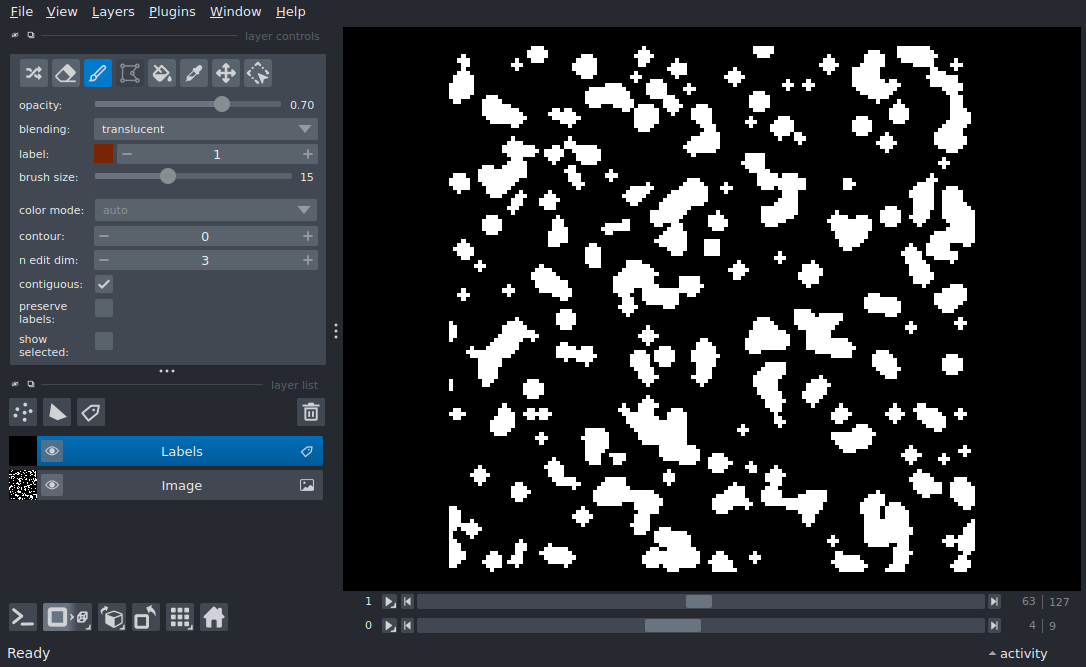 File View Layers Plugins Window Help
layer controls
opacity: 0.70
blending: translucent
label: 1
brush size: 15
color mode: auto
contour: 0
n edit dim: 3
contiguous:
preserve
labels:
show
selected:
layer list
Labels
Image
1 63 127
0 4 9
Ready activity